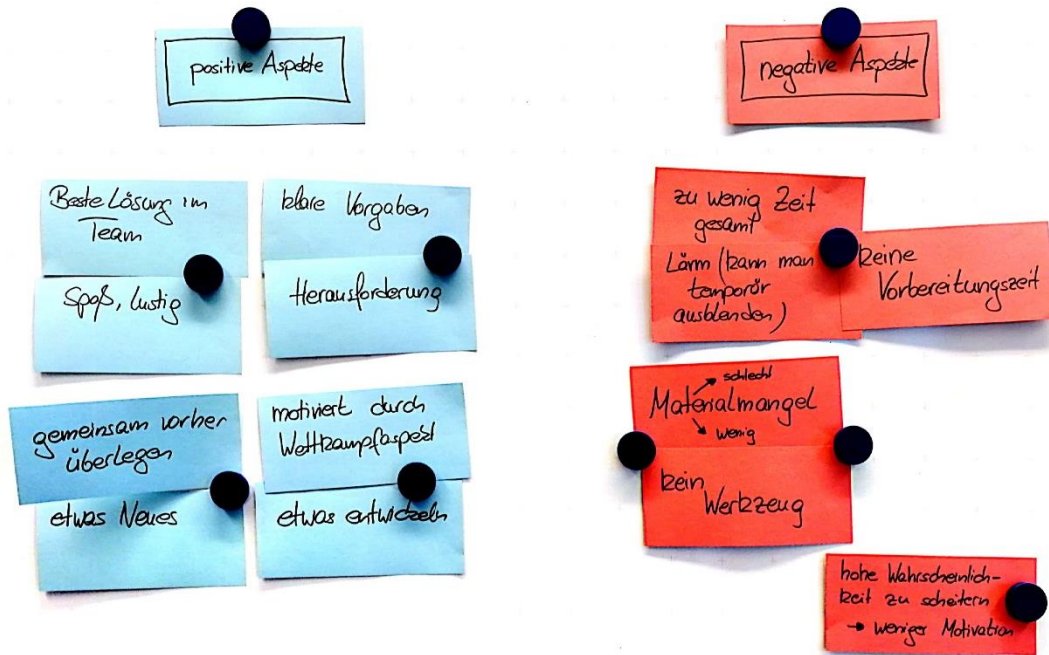 positive Aspekte
Beste Lösung im
Team
Spaß, lustig
klare Vorgaben
Herausforderung
gemeinsam vorher
überlegen
etwas Neues
motiviert durch
Wettkampfaspekt
etwas entwickeln
negative Aspekte
zu wenig Zeit
gesamt
Lärm (kann man
temporär
ausblenden)
keine
Vorbereitungszeit
→ schlecht
Materialmangel
→ wenig
kein
Werkzeug
hohe Wahrscheinlich-
keit zu scheitern
→ weniger Motivation